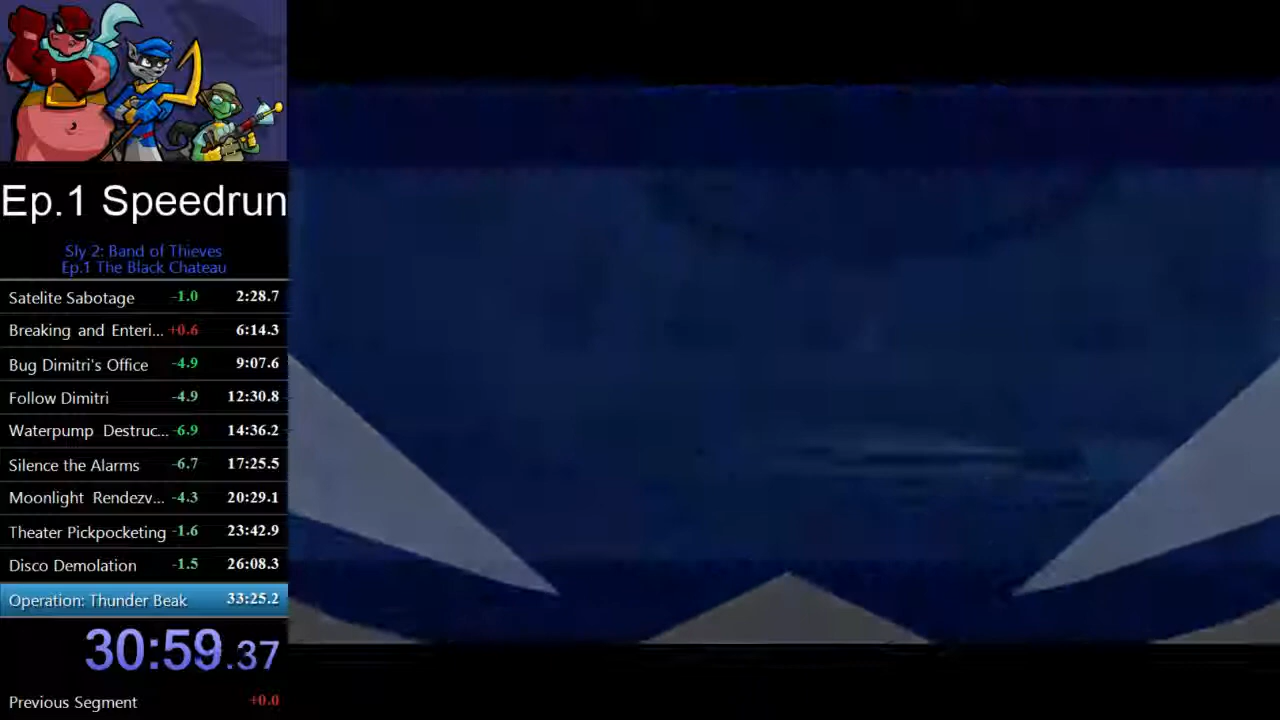 Ep.1 Speedrun
Sly 2: Band of Thieves
Ep.1 The Black Chateau
Satelite Sabotage -1.0 2:28.7
Breaking and Enteri... +0.6 6:14.3
Bug Dimitri's Office -4.9 9:07.6
Follow Dimitri -4.9 12:30.8
Waterpump Destruc... -6.9 14:36.2
Silence the Alarms -6.7 17:25.5
Moonlight Rendezv... -4.3 20:29.1
Theater Pickpocketing -1.6 23:42.9
Disco Demolation -1.5 26:08.3
Operation: Thunder Beak 33:25.2
30:59.37
Previous Segment +0.0